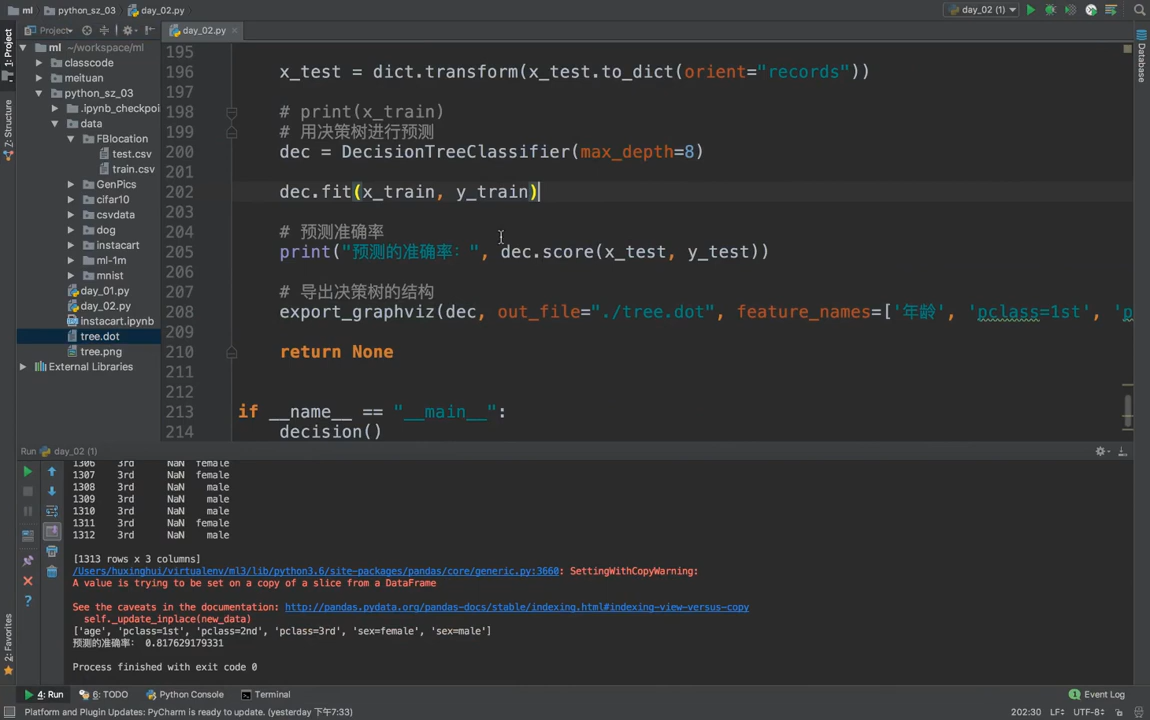 ml python_sz_03 day_02.py
day_02 (1)
1: Project
Z: Structure
2: Favorites
Database
Project
day_02.py
ml ~/workspace/ml
classcode
meituan
python_sz_03
.ipynb_checkpoi
data
FBlocation
test.csv
train.csv
GenPics
cifar10
csvdata
dog
instacart
ml-1m
mnist
day_01.py
day_02.py
instacart.ipynb
tree.dot
tree.png
External Libraries
195
196 x_test = dict.transform(x_test.to_dict(orient="records"))
197
198 # print(x_train)
199 # 用决策树进行预测
200 dec = DecisionTreeClassifier(max_depth=8)
201
202 dec.fit(x_train, y_train)
203
204 # 预测准确率
205 print("预测的准确率：", dec.score(x_test, y_test))
206
207 # 导出决策树的结构
208 export_graphviz(dec, out_file="./tree.dot", feature_names=['年龄', 'pclass=1st', 'p
209
210 return None
211
212
213 if __name__ == "__main__":
214 decision()
Run day_02 (1)
1306 3rd NaN female
1307 3rd NaN female
1308 3rd NaN male
1309 3rd NaN male
1310 3rd NaN male
1311 3rd NaN female
1312 3rd NaN male
[1313 rows x 3 columns]
/Users/huxinghui/virtualenv/ml3/lib/python3.6/site-packages/pandas/core/generic.py:3660: SettingWithCopyWarning:
A value is trying to be set on a copy of a slice from a DataFrame
See the caveats in the documentation: http://pandas.pydata.org/pandas-docs/stable/indexing.html#indexing-view-versus-copy
self._update_inplace(new_data)
['age', 'pclass=1st', 'pclass=2nd', 'pclass=3rd', 'sex=female', 'sex=male']
预测的准确率： 0.817629179331
Process finished with exit code 0
4: Run 6: TODO Python Console Terminal 1 Event Log
Platform and Plugin Updates: PyCharm is ready to update. (yesterday 下午7:33) 202:30 LF÷ UTF-8÷